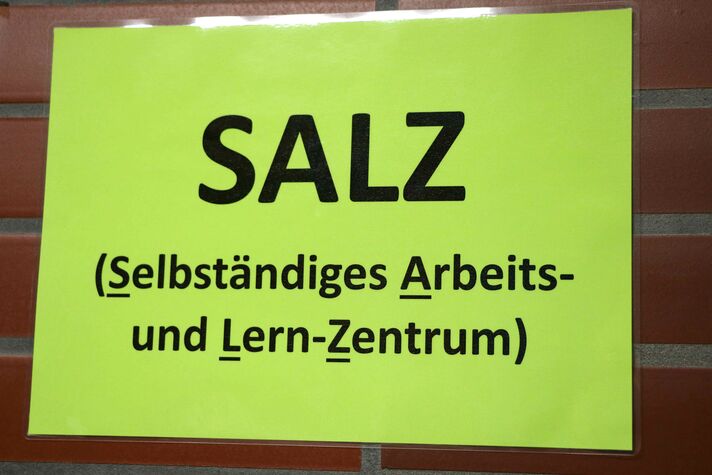 SALZ
(Selbständiges Arbeits-
und Lern-Zentrum)